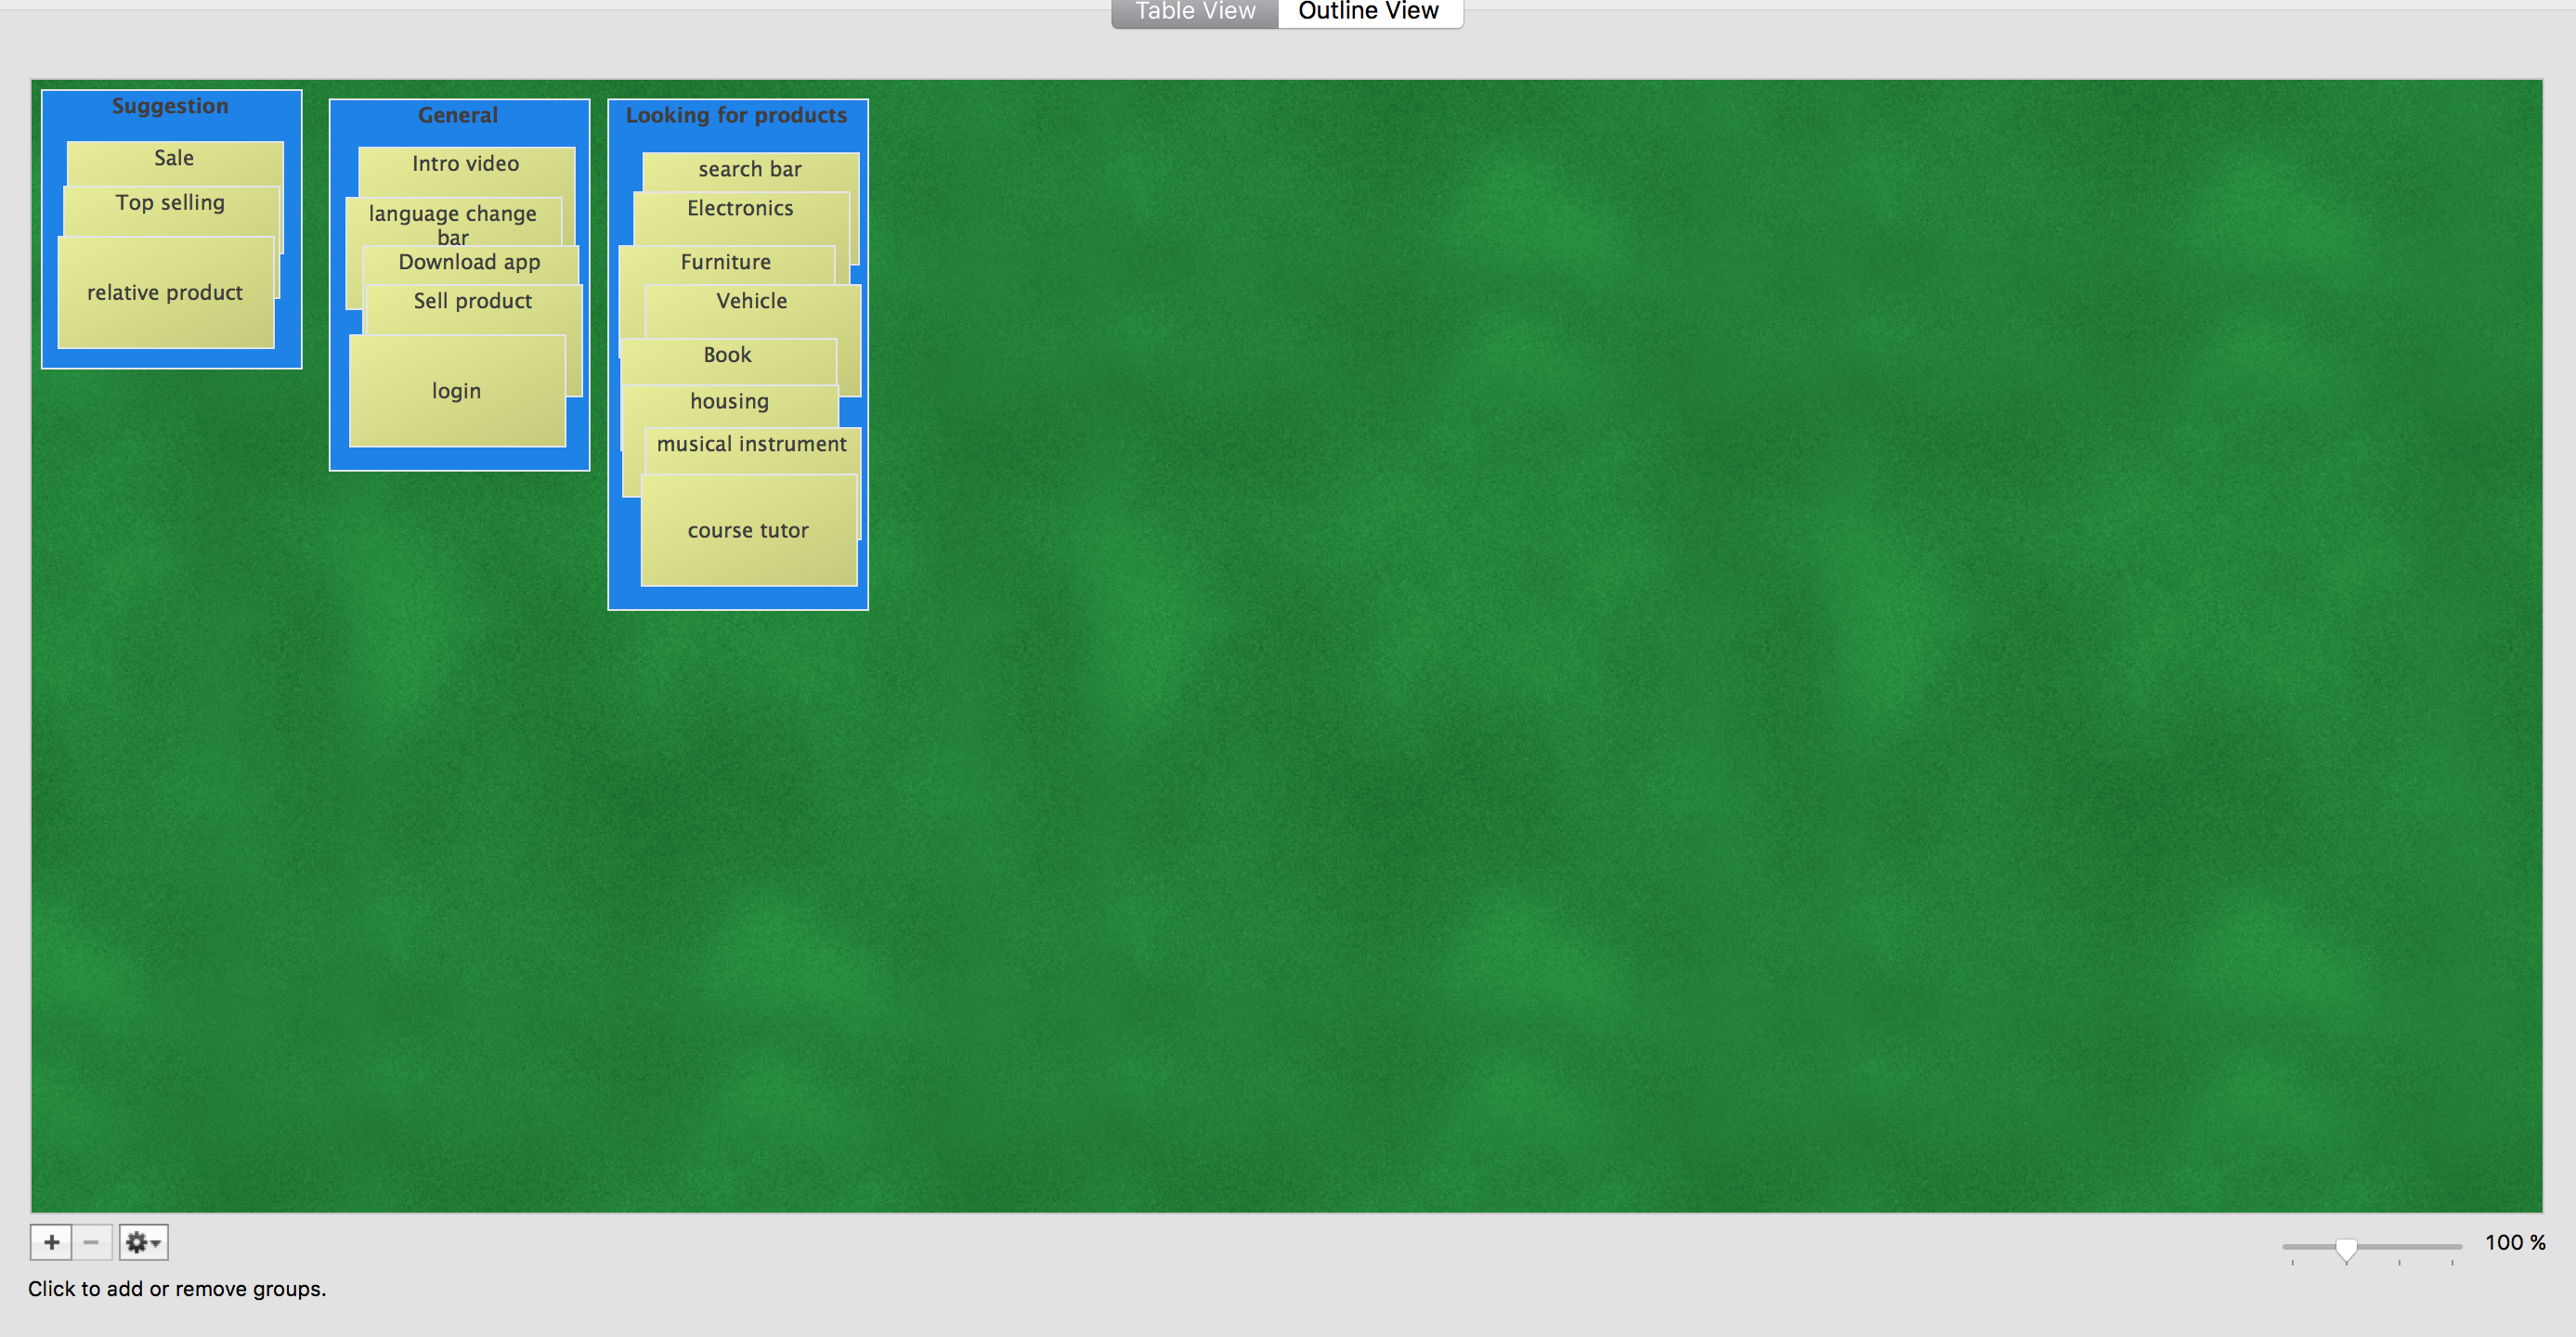 Table View
Outline View
Suggestion
Sale
Top selling
relative product
General
Intro video
language change
bar
Download app
Sell product
login
Looking for products
search bar
Electronics
Furniture
Vehicle
Book
housing
musical instrument
course tutor
100 %
Click to add or remove groups.